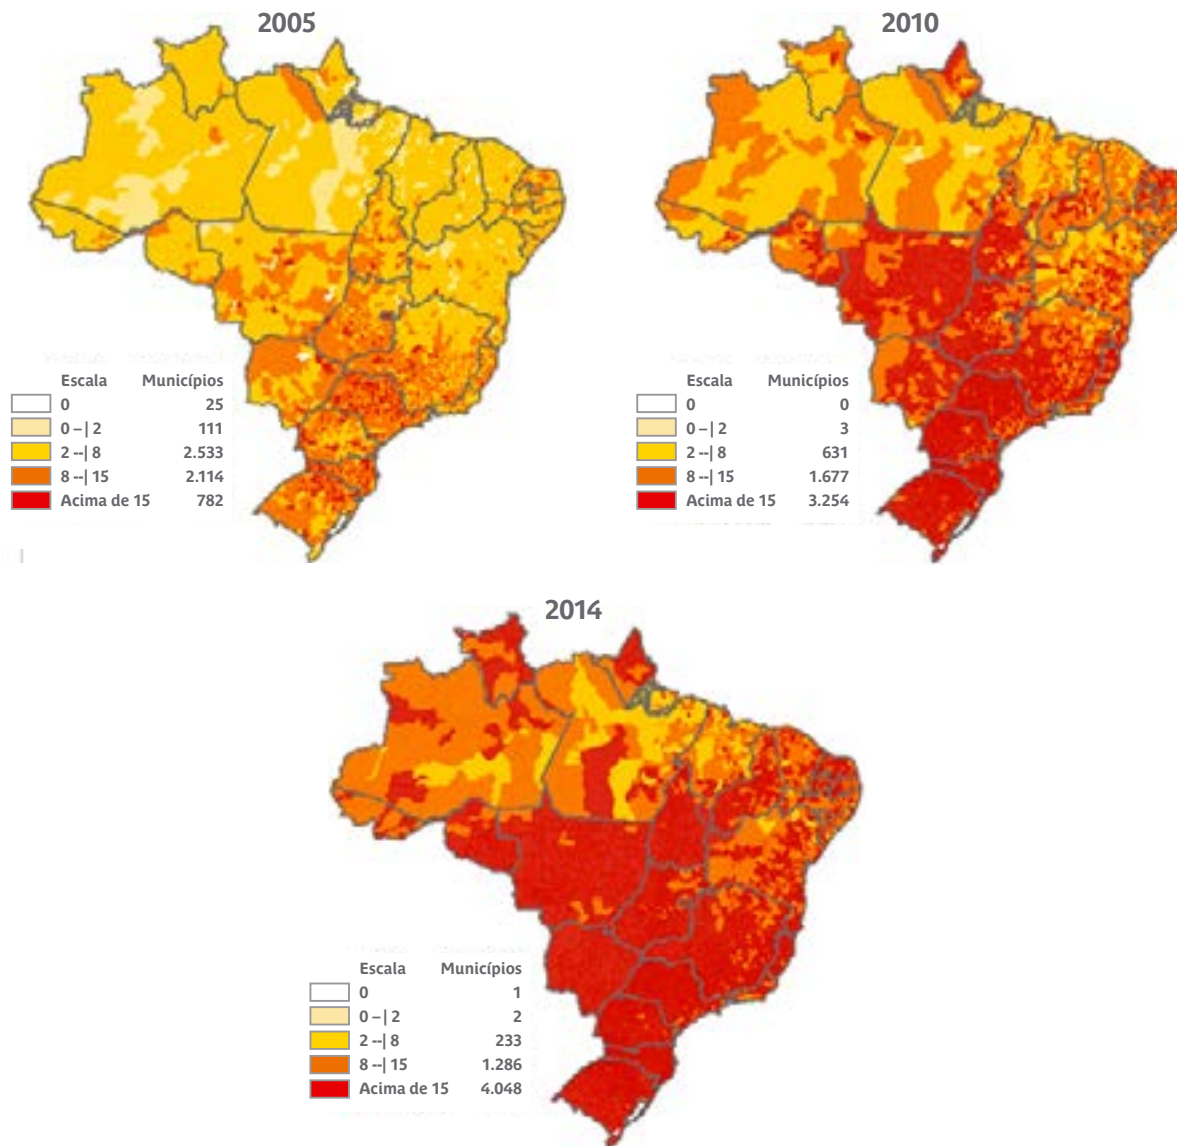 2005
Escala Municípios
0 25
0 –| 2 111
2 --| 8 2.533
8 --| 15 2.114
Acima de 15 782
2010
Escala Municípios
0 0
0 –| 2 3
2 --| 8 631
8 --| 15 1.677
Acima de 15 3.254
2014
Escala Municípios
0 1
0 –| 2 2
2 --| 8 233
8 --| 15 1.286
Acima de 15 4.048